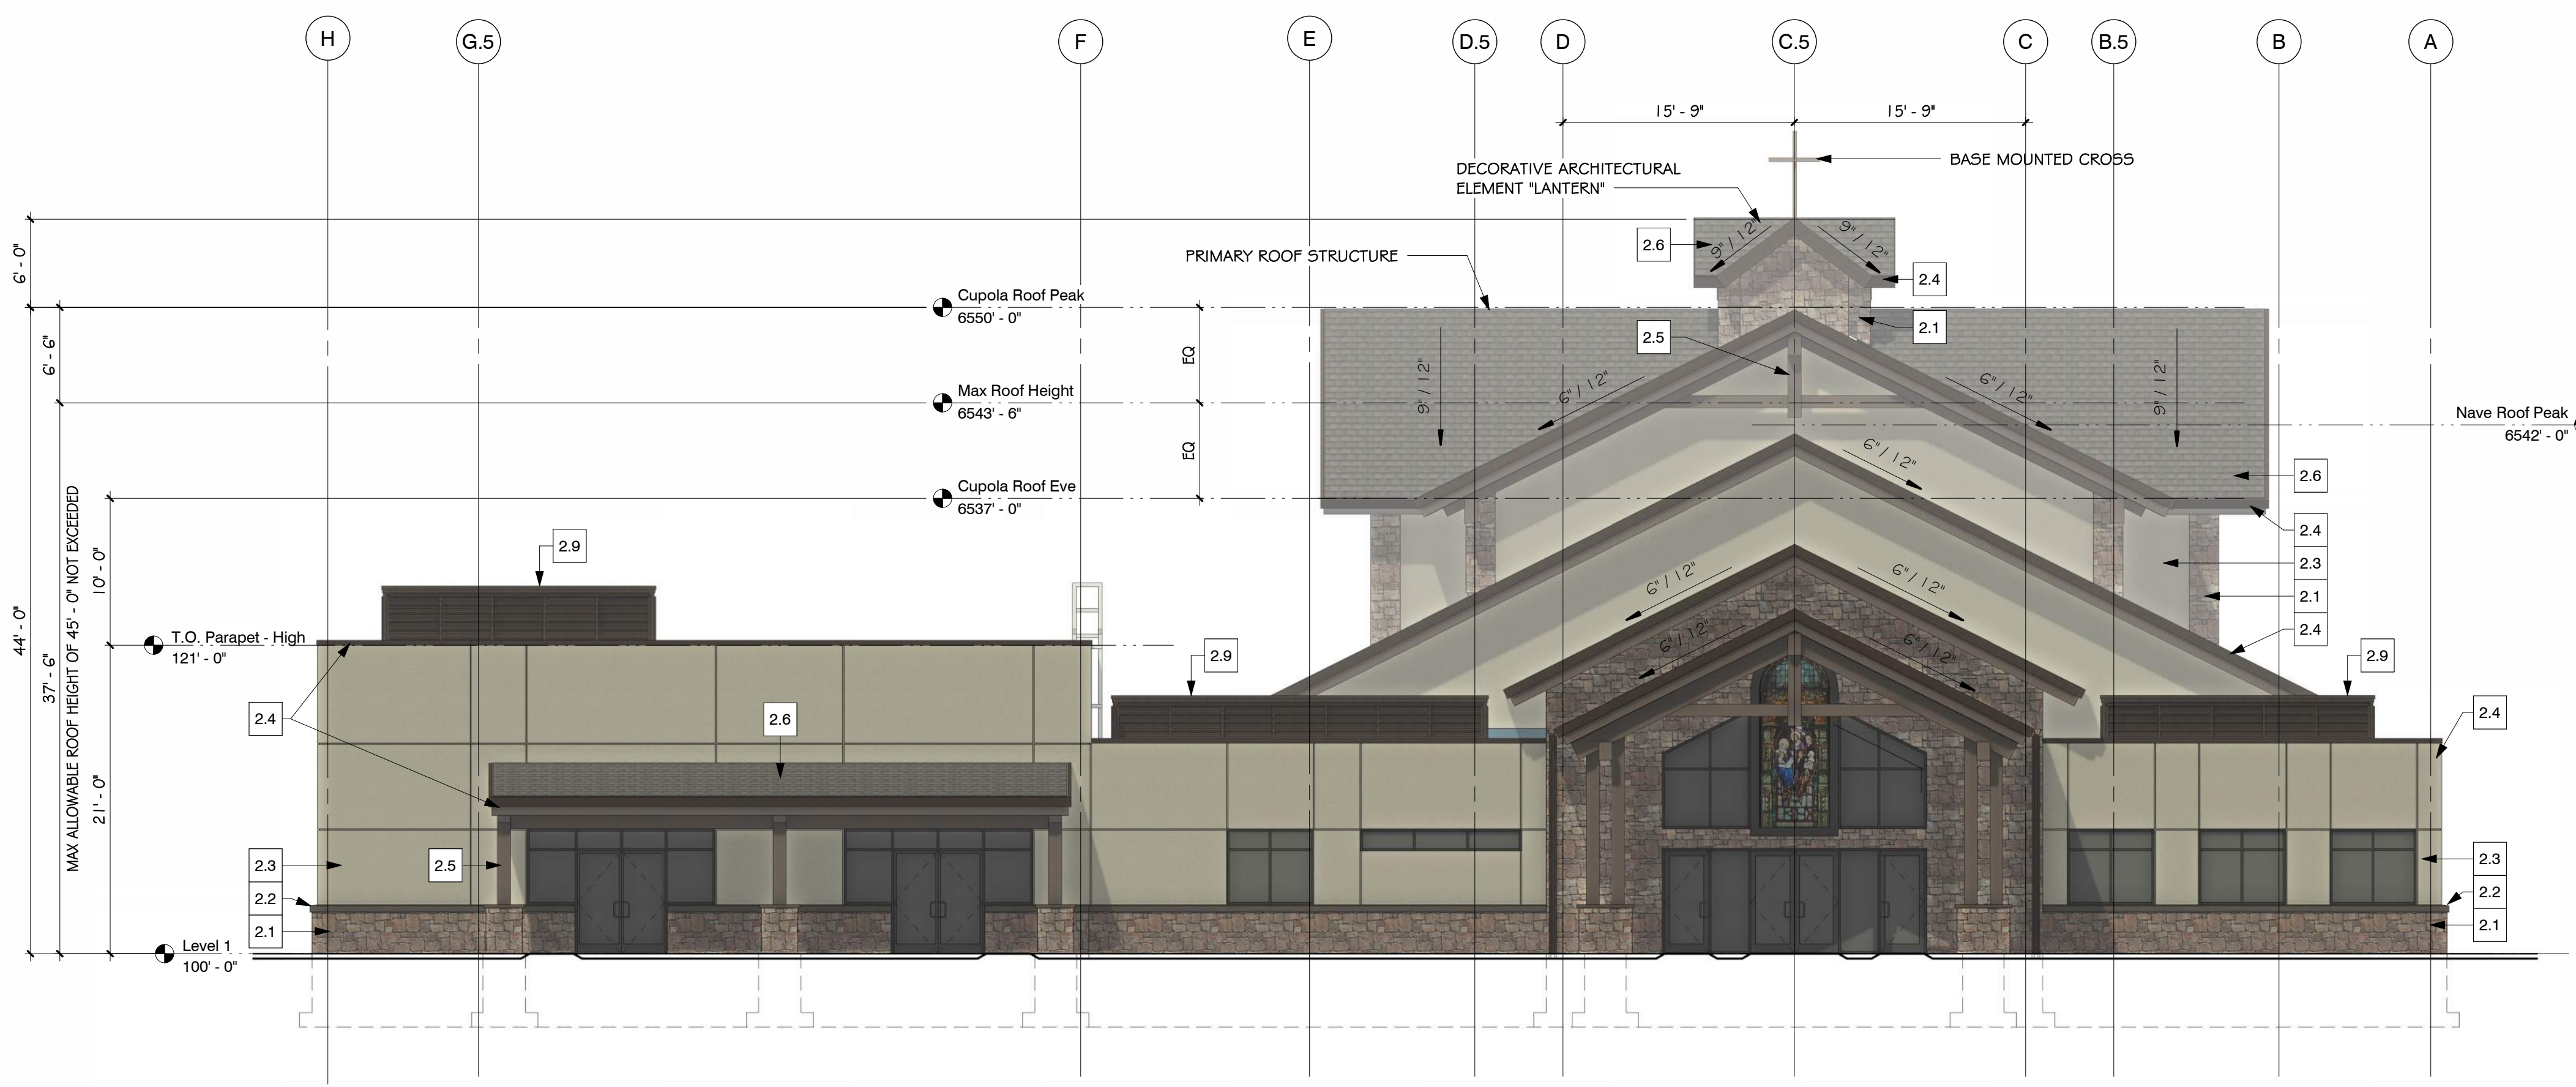 H
G.5
F
E
D.5
D
C.5
C
B.5
B
A
15' - 9"
15' - 9"
BASE MOUNTED CROSS
DECORATIVE ARCHITECTURAL
ELEMENT "LANTERN"
2.6
9" / 12"
9" / 12"
2.4
PRIMARY ROOF STRUCTURE
6' - 0"
Cupola Roof Peak
6550' - 0"
2.1
2.5
6' - 6"
EQ
9" / 12"
6" / 12"
6" / 12"
9" / 12"
Max Roof Height
6543' - 6"
Nave Roof Peak
6542' - 0"
EQ
6" / 12"
2.6
Cupola Roof Eve
6537' - 0"
2.4
2.3
2.1
2.4
2.9
10' - 0"
44' - 0"
37' - 6"
MAX ALLOWABLE ROOF HEIGHT OF 45' - 0" NOT EXCEEDED
6" / 12"
6" / 12"
T.O. Parapet - High
121' - 0"
6" / 12"
6" / 12"
2.9
2.9
2.4
2.6
2.4
21' - 0"
2.3
2.5
2.3
2.2
2.2
2.1
2.1
Level 1
100' - 0"